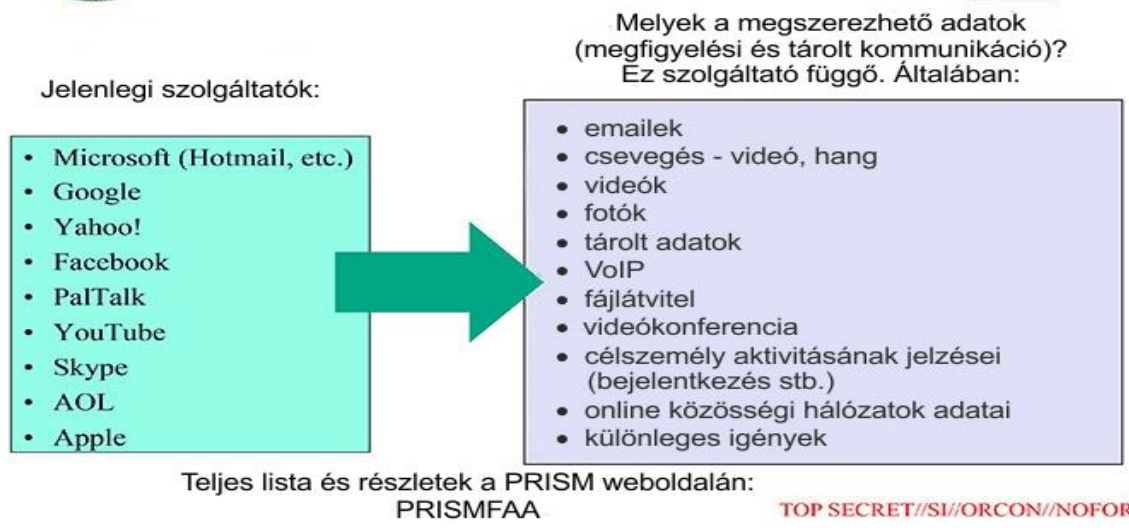 Melyek a megszerezhető adatok
(megfigyelési és tárolt kommunikáció)?
Ez szolgáltató függő. Általában:
Jelenlegi szolgáltatók:
• Microsoft (Hotmail, etc.)
• Google
• Yahoo!
• Facebook
• PalTalk
• YouTube
• Skype
• AOL
• Apple
• emailek
• csevegés - videó, hang
• videók
• fotók
• tárolt adatok
• VoIP
• fájlátvitel
• videókonferencia
• célszemély aktivitásának jelzései
(bejelentkezés stb.)
• online közösségi hálózatok adatai
• különleges igények
Teljes lista és részletek a PRISM weboldalán:
PRISMFAA
TOP SECRET//SI//ORCON//NOFOR